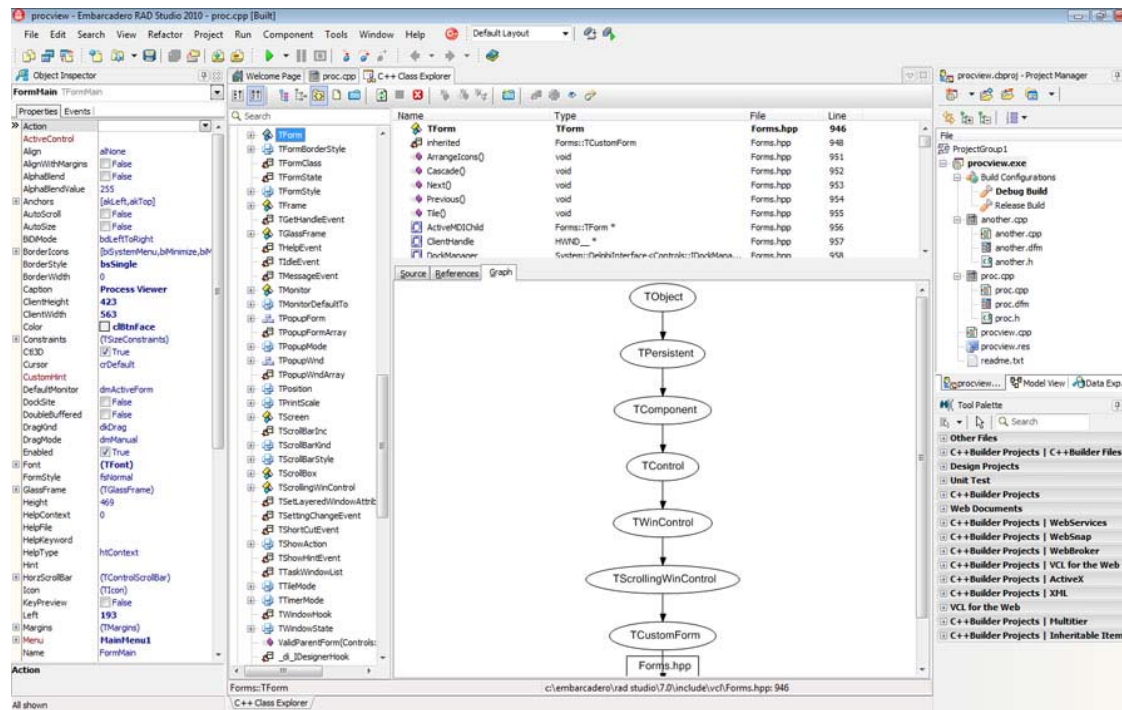 procview - Embarcadero RAD Studio 2010 - proc.cpp [Built]
File Edit Search View Refactor Project Run Component Tools Window Help
Default Layout
Object Inspector
FormMain TFormMain
Properties Events
Action
ActiveControl
Align alNone
AlignWithMargins False
AlphaBlend False
AlphaBlendValue 255
Anchors [akLeft,akTop]
AutoScroll False
AutoSize False
BiDiMode bdLeftToRight
BorderIcons [biSystemMenu,biMinimize,biM
BorderStyle bsSingle
BorderWidth 0
Caption Process Viewer
ClientHeight 423
ClientWidth 563
Color clBtnFace
Constraints (TSizeConstraints)
Ctl3D True
Cursor crDefault
CustomHint
DefaultMonitor dmActiveForm
DockSite False
DoubleBuffered False
DragKind dkDrag
DragMode dmManual
Enabled True
Font (TFont)
FormStyle fsNormal
GlassFrame (TGlassFrame)
Height 469
HelpContext 0
HelpFile
HelpKeyword
HelpType htContext
Hint
HorzScrollBar (TControlScrollBar)
Icon (TIcon)
KeyPreview False
Left 193
Margins (TMargins)
Menu MainMenu1
Name FormMain
Action
All shown
Welcome Page proc.cpp C++ Class Explorer
Search
TForm
TFormBorderStyle
TFormClass
TFormState
TFormStyle
TFrame
TGetHandleEvent
TGlassFrame
THelpEvent
TIdleEvent
TMessageEvent
TMonitor
TMonitorDefaultTo
TPopupForm
TPopupFormArray
TPopupMode
TPopupWnd
TPopupWndArray
TPosition
TPrintScale
TScreen
TScrollBarInc
TScrollBarKind
TScrollBarStyle
TScrollBox
TScrollingWinControl
TSetLayeredWindowAttrib
TSettingChangeEvent
TShortCutEvent
TShowAction
TShowHintEvent
TTaskWindowList
TTileMode
TTimerMode
TWindowHook
TWindowState
ValidParentForm(Controls:
_di_IDesignerHook
Name Type File Line
TForm TForm Forms.hpp 946
inherited Forms::TCustomForm Forms.hpp 948
ArrangeIcons() void Forms.hpp 951
Cascade() void Forms.hpp 952
Next() void Forms.hpp 953
Previous() void Forms.hpp 954
Tile() void Forms.hpp 955
ActiveMDIChild Forms::TForm * Forms.hpp 956
ClientHandle HWND__ * Forms.hpp 957
DockManager System::DelphiInterface<Controls::IDockMana... Forms.hpp 958
Source References Graph
TObject
TPersistent
TComponent
TControl
TWinControl
TScrollingWinControl
TCustomForm
Forms.hpp
Forms::TForm c:\embarcadero\rad studio\7.0\include\vcl\Forms.hpp: 946
C++ Class Explorer
procview.cbproj - Project Manager
File
ProjectGroup1
procview.exe
Build Configurations
Debug Build
Release Build
another.cpp
another.cpp
another.dfm
another.h
proc.cpp
proc.cpp
proc.dfm
proc.h
procview.cpp
procview.res
readme.txt
procview... Model View Data Exp.
Tool Palette
Search
Other Files
C++Builder Projects | C++Builder Files
Design Projects
Unit Test
C++Builder Projects
Web Documents
C++Builder Projects | WebServices
C++Builder Projects | WebSnap
C++Builder Projects | WebBroker
C++Builder Projects | VCL for the Web
C++Builder Projects | ActiveX
C++Builder Projects | XML
VCL for the Web
C++Builder Projects | Multitier
C++Builder Projects | Inheritable Item